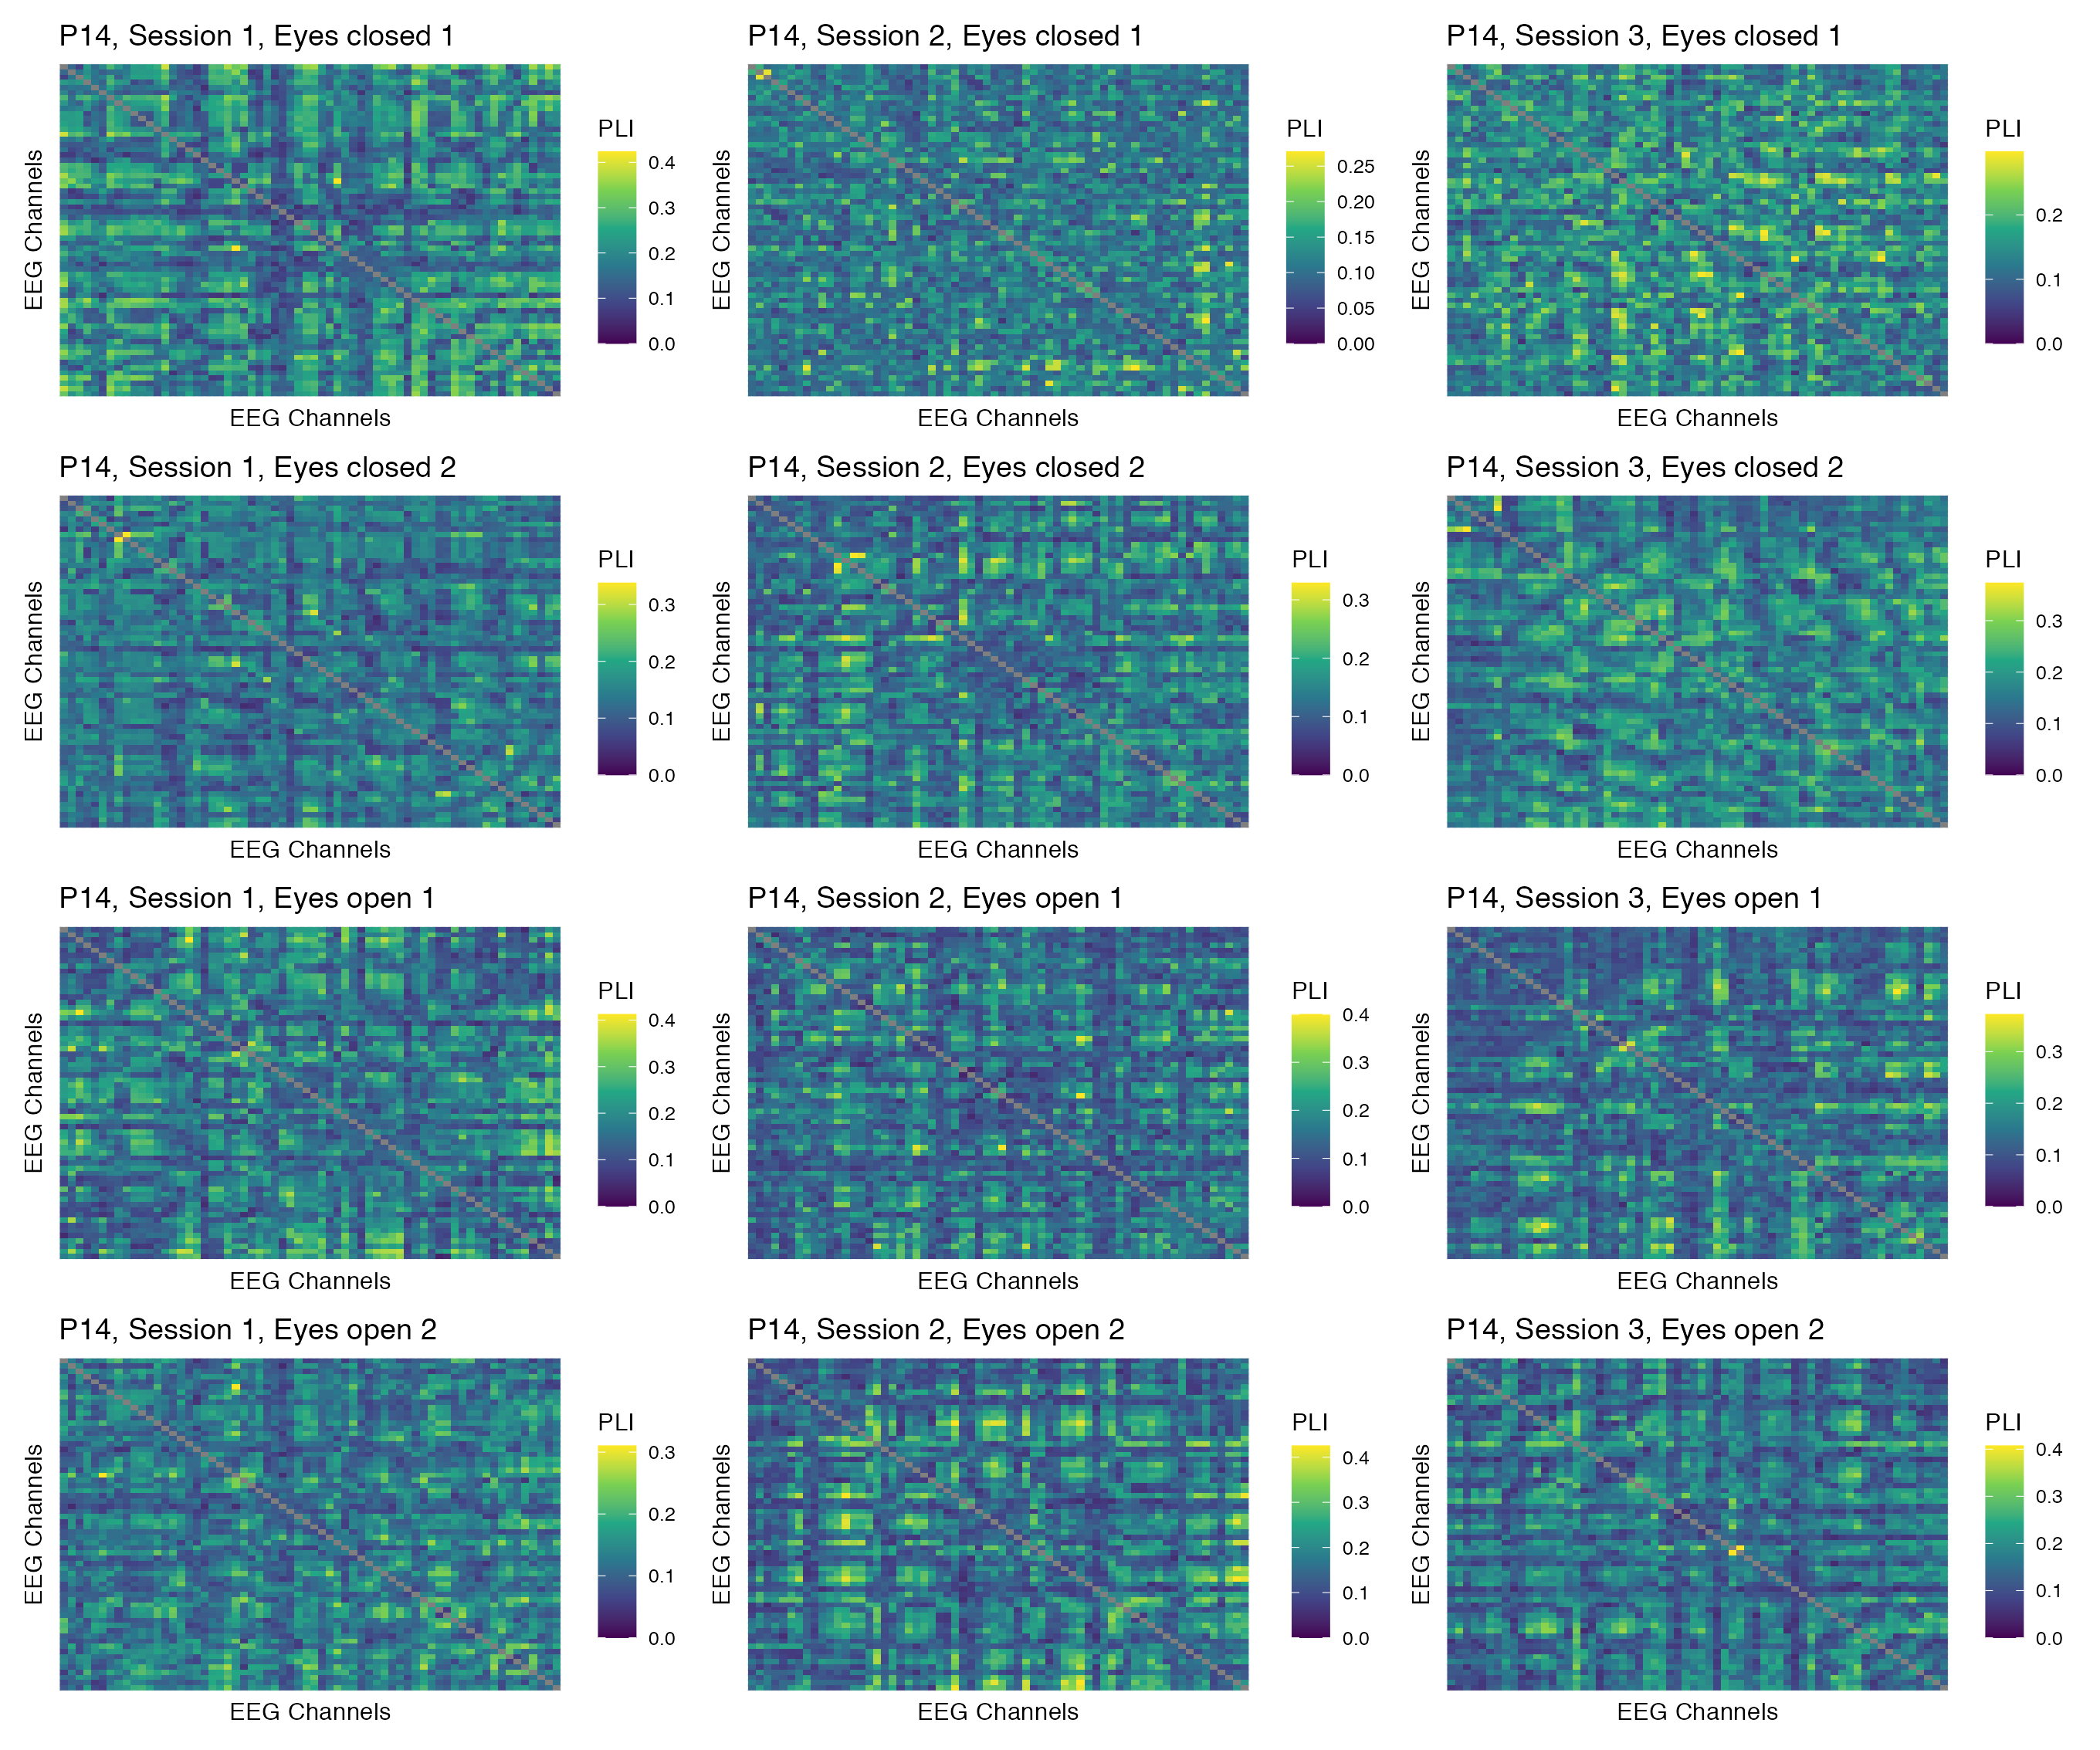 P14, Session 1, Eyes closed 1
EEG Channels
EEG Channels
PLI
0.4
0.3
0.2
0.1
0.0
P14, Session 2, Eyes closed 1
EEG Channels
EEG Channels
PLI
0.25
0.20
0.15
0.10
0.05
0.00
P14, Session 3, Eyes closed 1
EEG Channels
EEG Channels
PLI
0.2
0.1
0.0
P14, Session 1, Eyes closed 2
EEG Channels
EEG Channels
PLI
0.3
0.2
0.1
0.0
P14, Session 2, Eyes closed 2
EEG Channels
EEG Channels
PLI
0.3
0.2
0.1
0.0
P14, Session 3, Eyes closed 2
EEG Channels
EEG Channels
PLI
0.3
0.2
0.1
0.0
P14, Session 1, Eyes open 1
EEG Channels
EEG Channels
PLI
0.4
0.3
0.2
0.1
0.0
P14, Session 2, Eyes open 1
EEG Channels
EEG Channels
PLI
0.4
0.3
0.2
0.1
0.0
P14, Session 3, Eyes open 1
EEG Channels
EEG Channels
PLI
0.3
0.2
0.1
0.0
P14, Session 1, Eyes open 2
EEG Channels
EEG Channels
PLI
0.3
0.2
0.1
0.0
P14, Session 2, Eyes open 2
EEG Channels
EEG Channels
PLI
0.4
0.3
0.2
0.1
0.0
P14, Session 3, Eyes open 2
EEG Channels
EEG Channels
PLI
0.4
0.3
0.2
0.1
0.0